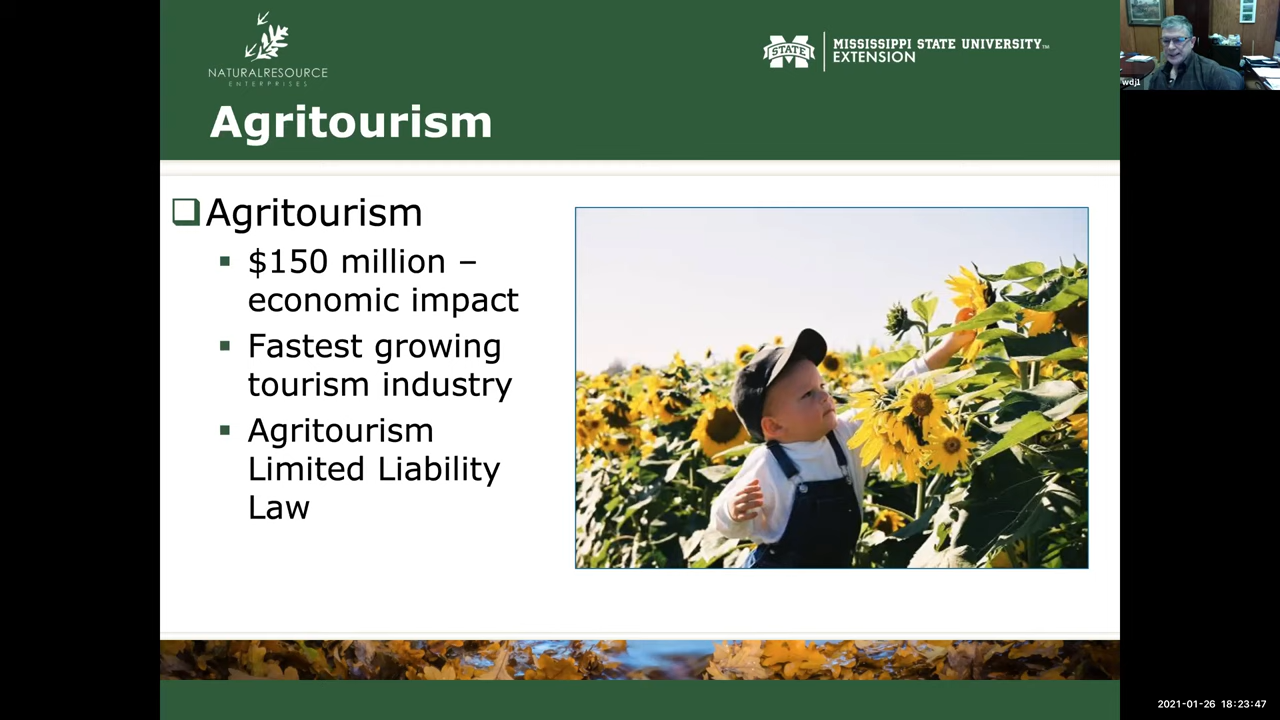 NATURALRESOURCE
ENTERPRISES
STATE
MISSISSIPPI STATE UNIVERSITY™
EXTENSION
wdj1
Agritourism
❑Agritourism
▪ $150 million –
economic impact
▪ Fastest growing
tourism industry
▪ Agritourism
Limited Liability
Law
2021-01-26 18:23:47